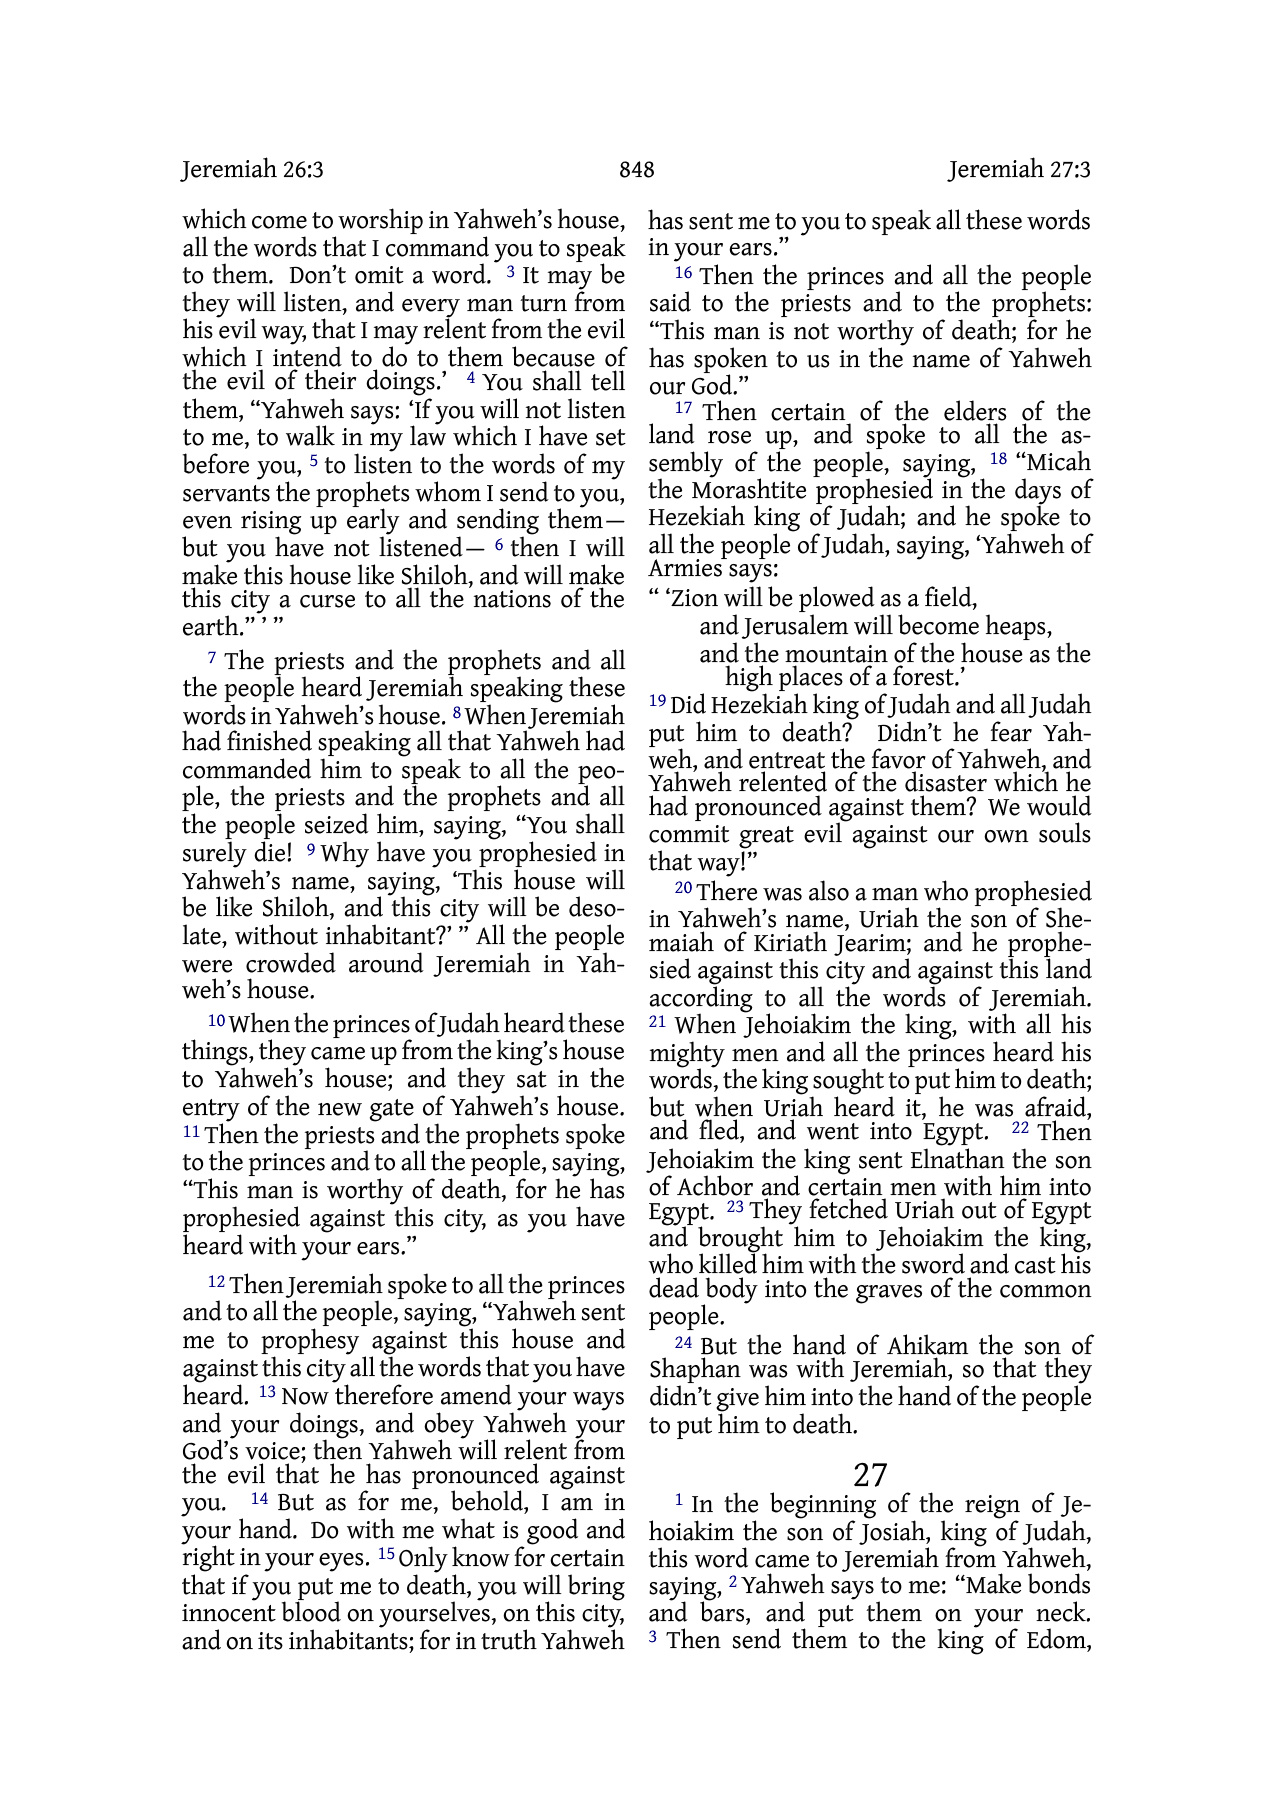 Jeremiah 26:3 848 Jeremiah 27:3
which come to worship in Yahweh’s house,
all the words that I command you to speak
to them. Don’t omit a word. 3 It may be
they will listen, and every man turn from
his evil way, that I may relent from the evil
which I intend to do to them because of
the evil of their doings.’ 4 You shall tell
them, “Yahweh says: ‘If you will not listen
to me, to walk in my law which I have set
before you, 5 to listen to the words of my
servants the prophets whom I send to you,
even rising up early and sending them—
but you have not listened— 6 then I will
make this house like Shiloh, and will make
this city a curse to all the nations of the
earth.” ’ ”
7 The priests and the prophets and all
the people heard Jeremiah speaking these
words in Yahweh’s house. 8 When Jeremiah
had finished speaking all that Yahweh had
commanded him to speak to all the peo-
ple, the priests and the prophets and all
the people seized him, saying, “You shall
surely die! 9 Why have you prophesied in
Yahweh’s name, saying, ‘This house will
be like Shiloh, and this city will be deso-
late, without inhabitant?’ ” All the people
were crowded around Jeremiah in Yah-
weh’s house.
10 When the princes of Judah heard these
things, they came up from the king’s house
to Yahweh’s house; and they sat in the
entry of the new gate of Yahweh’s house.
11 Then the priests and the prophets spoke
to the princes and to all the people, saying,
“This man is worthy of death, for he has
prophesied against this city, as you have
heard with your ears.”
12 Then Jeremiah spoke to all the princes
and to all the people, saying, “Yahweh sent
me to prophesy against this house and
against this city all the words that you have
heard. 13 Now therefore amend your ways
and your doings, and obey Yahweh your
God’s voice; then Yahweh will relent from
the evil that he has pronounced against
you. 14 But as for me, behold, I am in
your hand. Do with me what is good and
right in your eyes. 15 Only know for certain
that if you put me to death, you will bring
innocent blood on yourselves, on this city,
and on its inhabitants; for in truth Yahweh
has sent me to you to speak all these words
in your ears.”
16 Then the princes and all the people
said to the priests and to the prophets:
“This man is not worthy of death; for he
has spoken to us in the name of Yahweh
our God.”
17 Then certain of the elders of the
land rose up, and spoke to all the as-
sembly of the people, saying, 18 “Micah
the Morashtite prophesied in the days of
Hezekiah king of Judah; and he spoke to
all the people of Judah, saying, ‘Yahweh of
Armies says:
“ ‘Zion will be plowed as a field,
and Jerusalem will become heaps,
and the mountain of the house as the
high places of a forest.’
19 Did Hezekiah king of Judah and all Judah
put him to death? Didn’t he fear Yah-
weh, and entreat the favor of Yahweh, and
Yahweh relented of the disaster which he
had pronounced against them? We would
commit great evil against our own souls
that way!”
20 There was also a man who prophesied
in Yahweh’s name, Uriah the son of She-
maiah of Kiriath Jearim; and he prophe-
sied against this city and against this land
according to all the words of Jeremiah.
21 When Jehoiakim the king, with all his
mighty men and all the princes heard his
words, the king sought to put him to death;
but when Uriah heard it, he was afraid,
and fled, and went into Egypt. 22 Then
Jehoiakim the king sent Elnathan the son
of Achbor and certain men with him into
Egypt. 23 They fetched Uriah out of Egypt
and brought him to Jehoiakim the king,
who killed him with the sword and cast his
dead body into the graves of the common
people.
24 But the hand of Ahikam the son of
Shaphan was with Jeremiah, so that they
didn’t give him into the hand of the people
to put him to death.
27
1 In the beginning of the reign of Je-
hoiakim the son of Josiah, king of Judah,
this word came to Jeremiah from Yahweh,
saying, 2 Yahweh says to me: “Make bonds
and bars, and put them on your neck.
3 Then send them to the king of Edom,